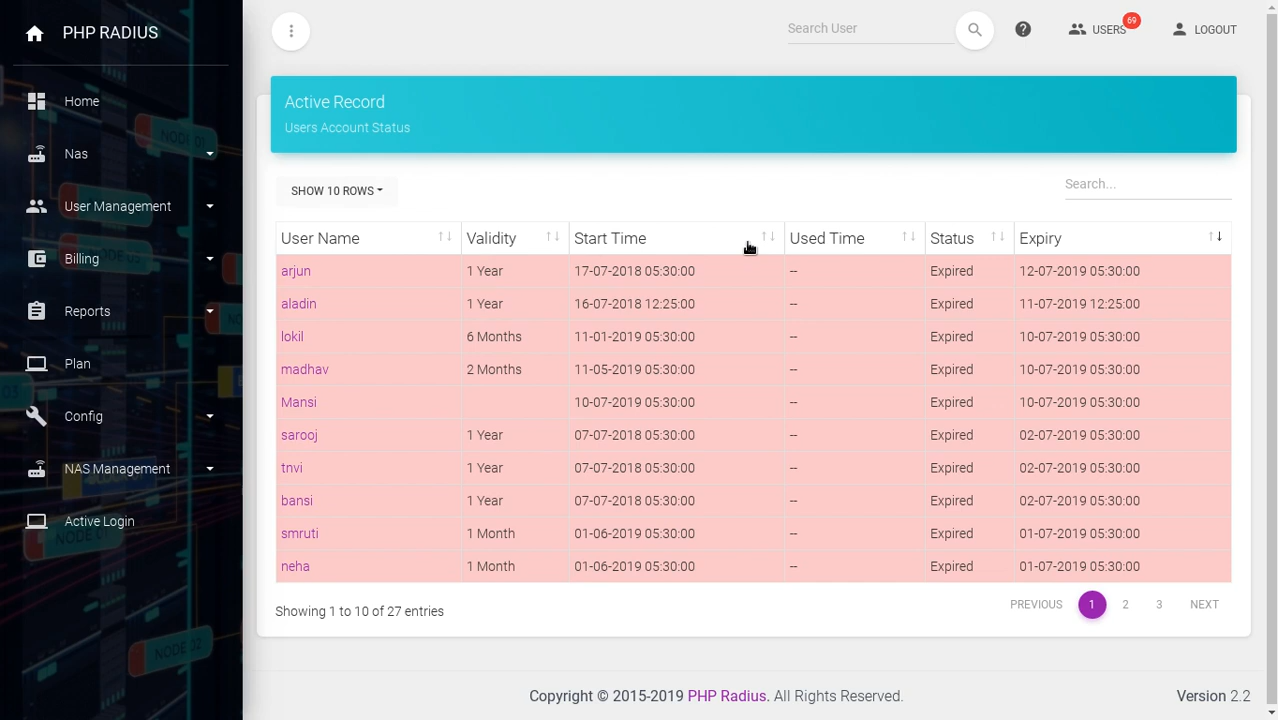 PHP RADIUS
Search User
USERS 69
LOGOUT
Home
Nas
User Management
Billing
Reports
Plan
Config
NAS Management
Active Login
Active Record
Users Account Status
SHOW 10 ROWS
Search...
User Name Validity Start Time Used Time Status Expiry
arjun 1 Year 17-07-2018 05:30:00 -- Expired 12-07-2019 05:30:00
aladin 1 Year 16-07-2018 12:25:00 -- Expired 11-07-2019 12:25:00
lokil 6 Months 11-01-2019 05:30:00 -- Expired 10-07-2019 05:30:00
madhav 2 Months 11-05-2019 05:30:00 -- Expired 10-07-2019 05:30:00
Mansi 10-07-2019 05:30:00 -- Expired 10-07-2019 05:30:00
sarooj 1 Year 07-07-2018 05:30:00 -- Expired 02-07-2019 05:30:00
tnvi 1 Year 07-07-2018 05:30:00 -- Expired 02-07-2019 05:30:00
bansi 1 Year 07-07-2018 05:30:00 -- Expired 02-07-2019 05:30:00
smruti 1 Month 01-06-2019 05:30:00 -- Expired 01-07-2019 05:30:00
neha 1 Month 01-06-2019 05:30:00 -- Expired 01-07-2019 05:30:00
Showing 1 to 10 of 27 entries
PREVIOUS 1 2 3 NEXT
Copyright © 2015-2019 PHP Radius. All Rights Reserved.
Version 2.2
NODE 02